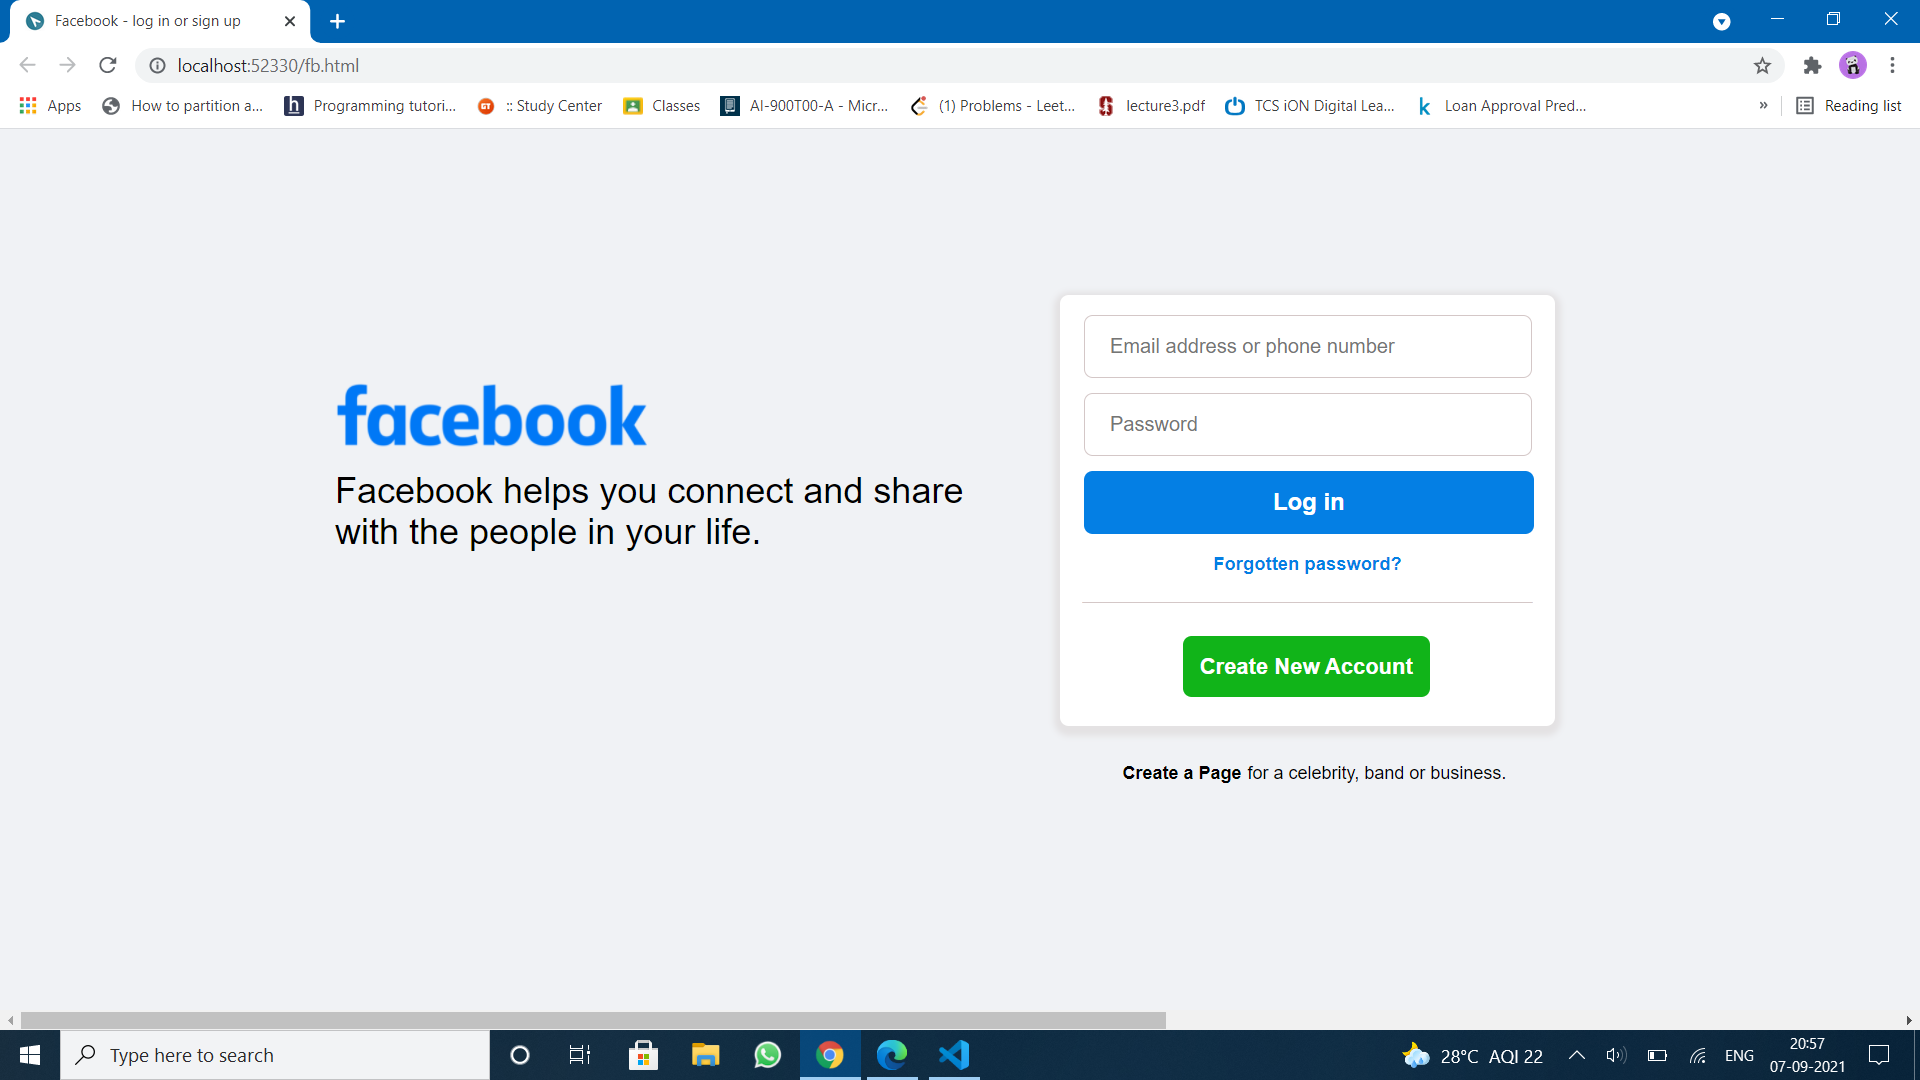 Facebook - log in or sign up
localhost:52330/fb.html
Apps
How to partition a...
Programming tutori...
:: Study Center
Classes
AI-900T00-A - Micr...
(1) Problems - Leet...
lecture3.pdf
TCS iON Digital Lea...
Loan Approval Pred...
»
Reading list
facebook
Facebook helps you connect and share
with the people in your life.
Email address or phone number
Password
Log in
Forgotten password?
Create New Account
Create a Page for a celebrity, band or business.
Type here to search
28°C AQI 22
ENG
20:57
07-09-2021